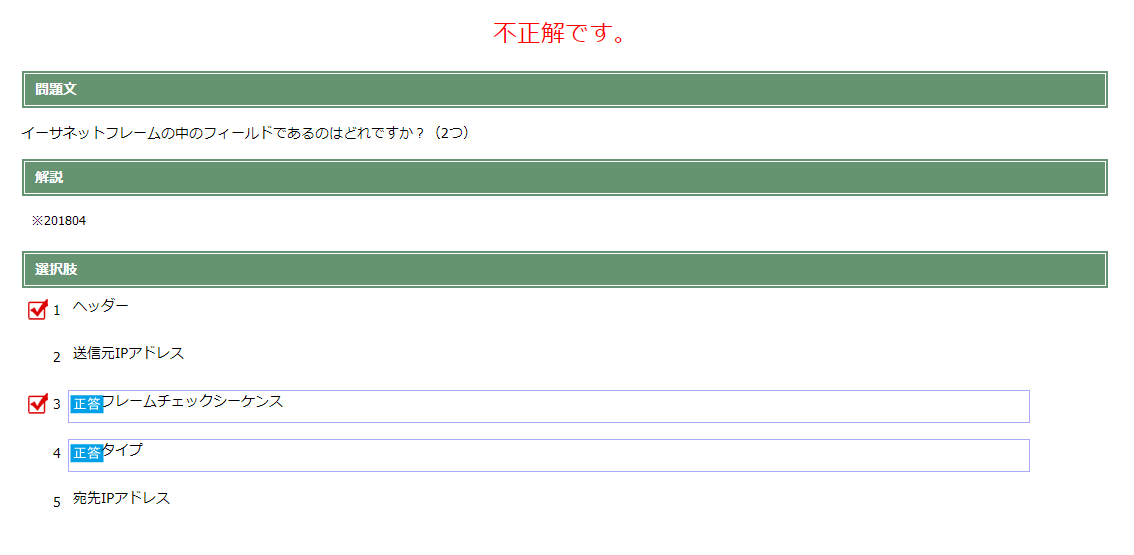 不正解です。
問題文
イーサネットフレームの中のフィールドであるのはどれですか？（2つ）
解説
※201804
選択肢
1 ヘッダー
2 送信元IPアドレス
3 正答フレームチェックシーケンス
4 正答タイプ
5 宛先IPアドレス